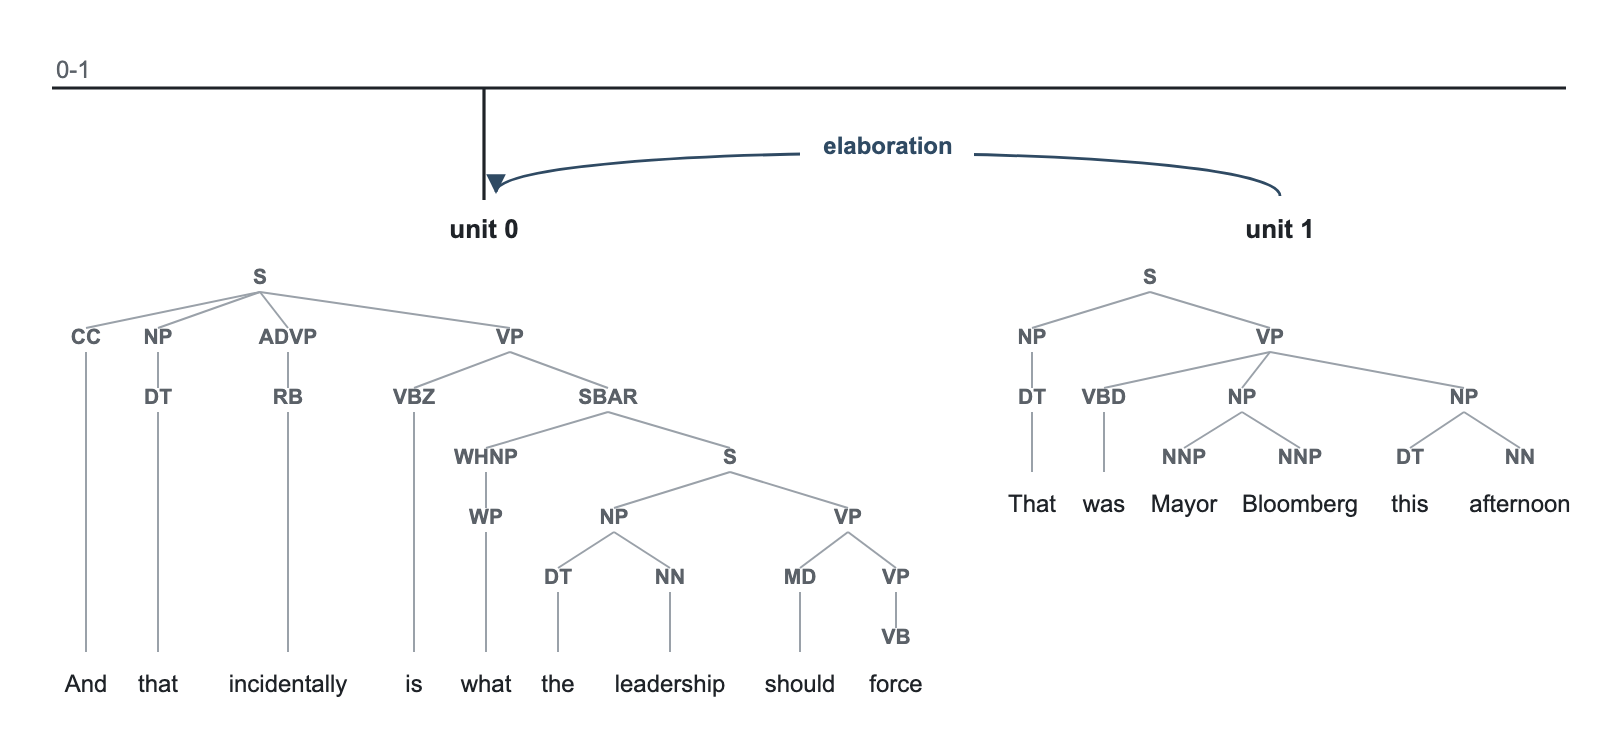 0-1
elaboration
unit 0 unit 1
S S
CC NP ADVP VP NP VP
DT RB VBZ SBAR DT VBD NP NP
WHNP S NNP NNP DT NN
That was Mayor Bloomberg this afternoon
WP NP VP
DT NN MD VP
VB
And that incidentally is what the leadership should force